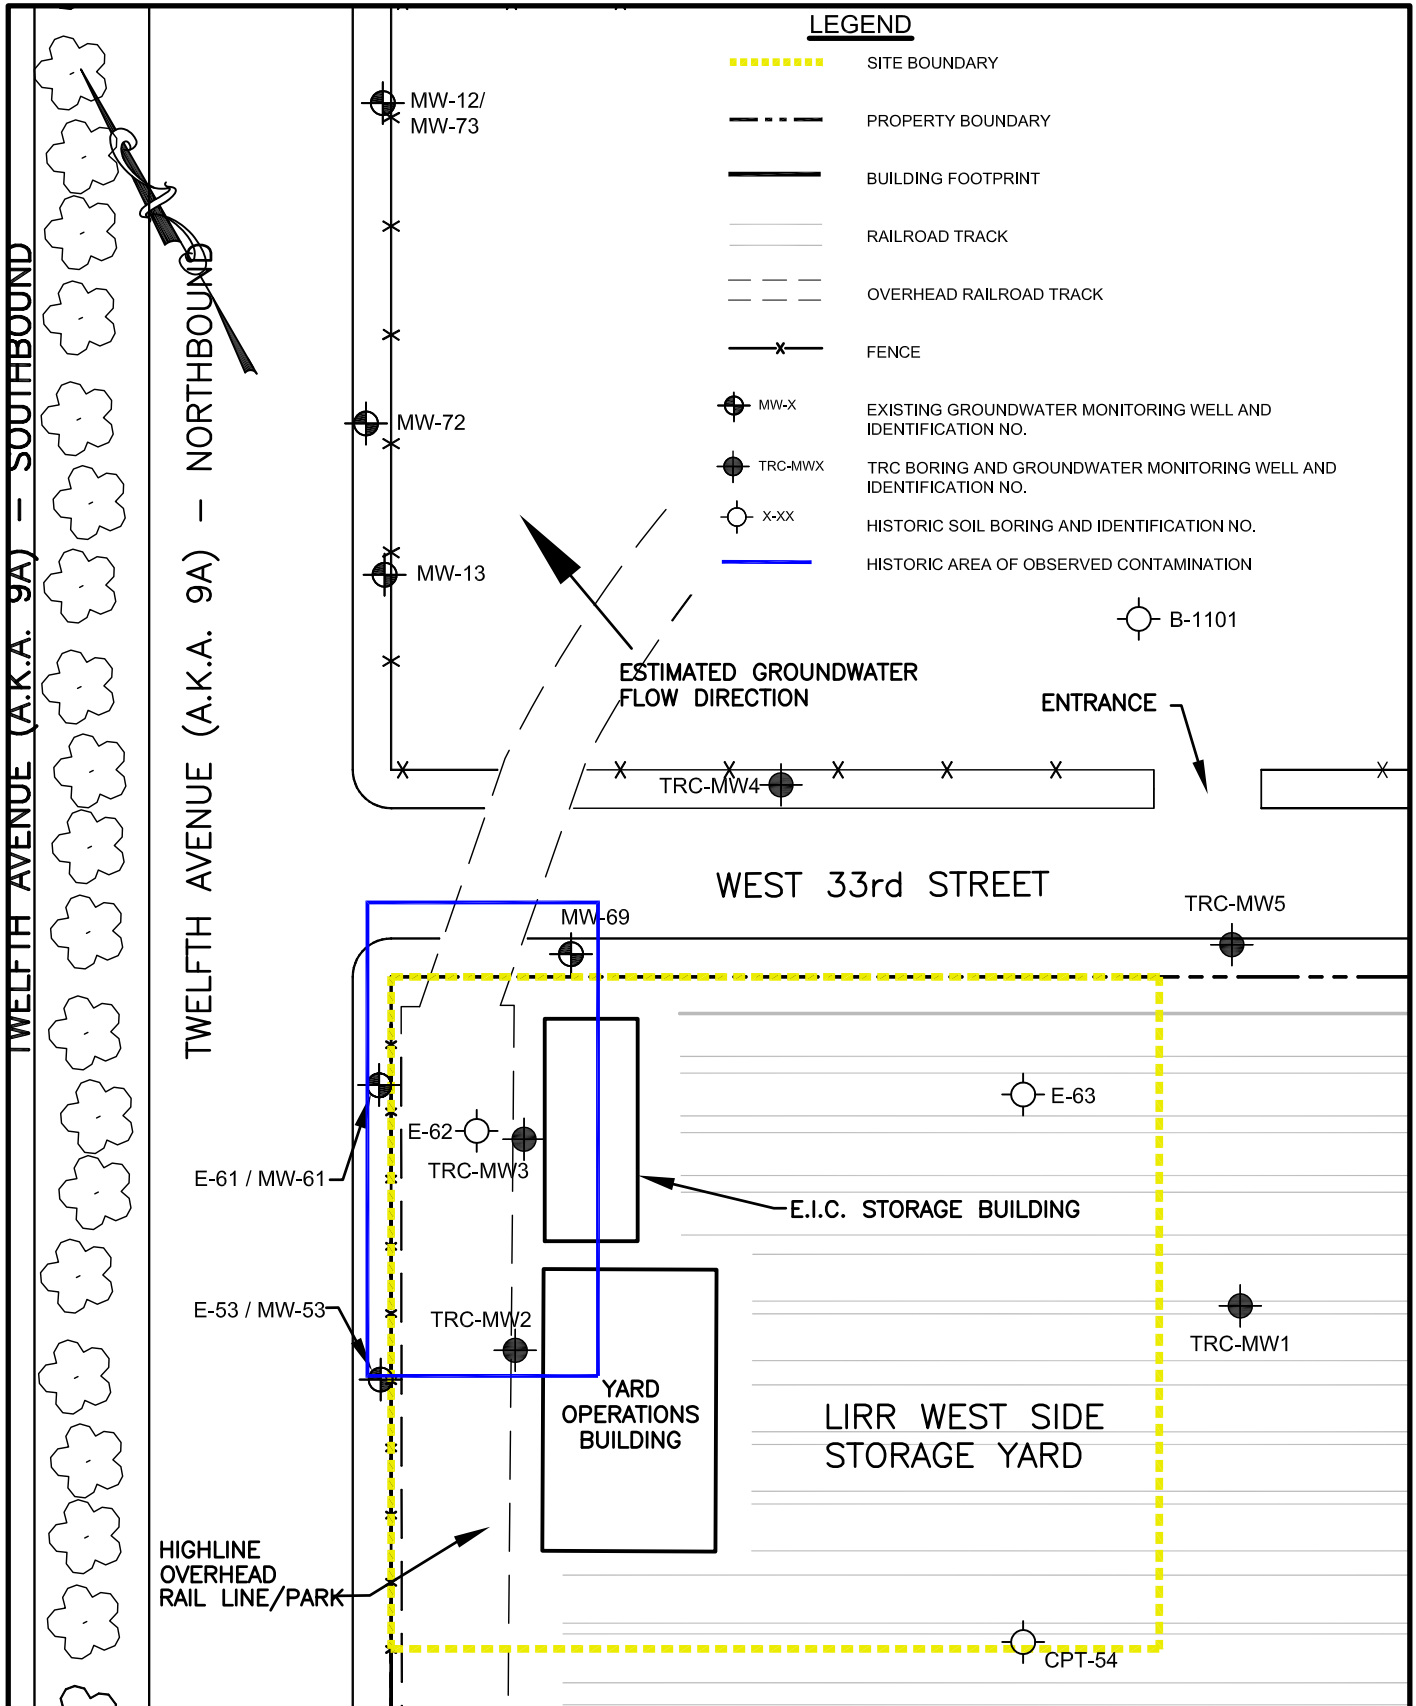 LEGEND
SITE BOUNDARY
PROPERTY BOUNDARY
BUILDING FOOTPRINT
RAILROAD TRACK
OVERHEAD RAILROAD TRACK
FENCE
MW-X
EXISTING GROUNDWATER MONITORING WELL AND
IDENTIFICATION NO.
TRC-MWX
TRC BORING AND GROUNDWATER MONITORING WELL AND
IDENTIFICATION NO.
X-XX
HISTORIC SOIL BORING AND IDENTIFICATION NO.
HISTORIC AREA OF OBSERVED CONTAMINATION
MW-12/
MW-73
MW-72
MW-13
TWELFTH AVENUE (A.K.A. 9A) – SOUTHBOUND
TWELFTH AVENUE (A.K.A. 9A) – NORTHBOUND
B-1101
ESTIMATED GROUNDWATER
FLOW DIRECTION
ENTRANCE
TRC-MW4
WEST 33rd STREET
MW-69
TRC-MW5
E-63
E-62
TRC-MW3
E-61 / MW-61
E.I.C. STORAGE BUILDING
E-53 / MW-53
TRC-MW2
TRC-MW1
YARD
OPERATIONS
BUILDING
LIRR WEST SIDE
STORAGE YARD
HIGHLINE
OVERHEAD
RAIL LINE/PARK
CPT-54